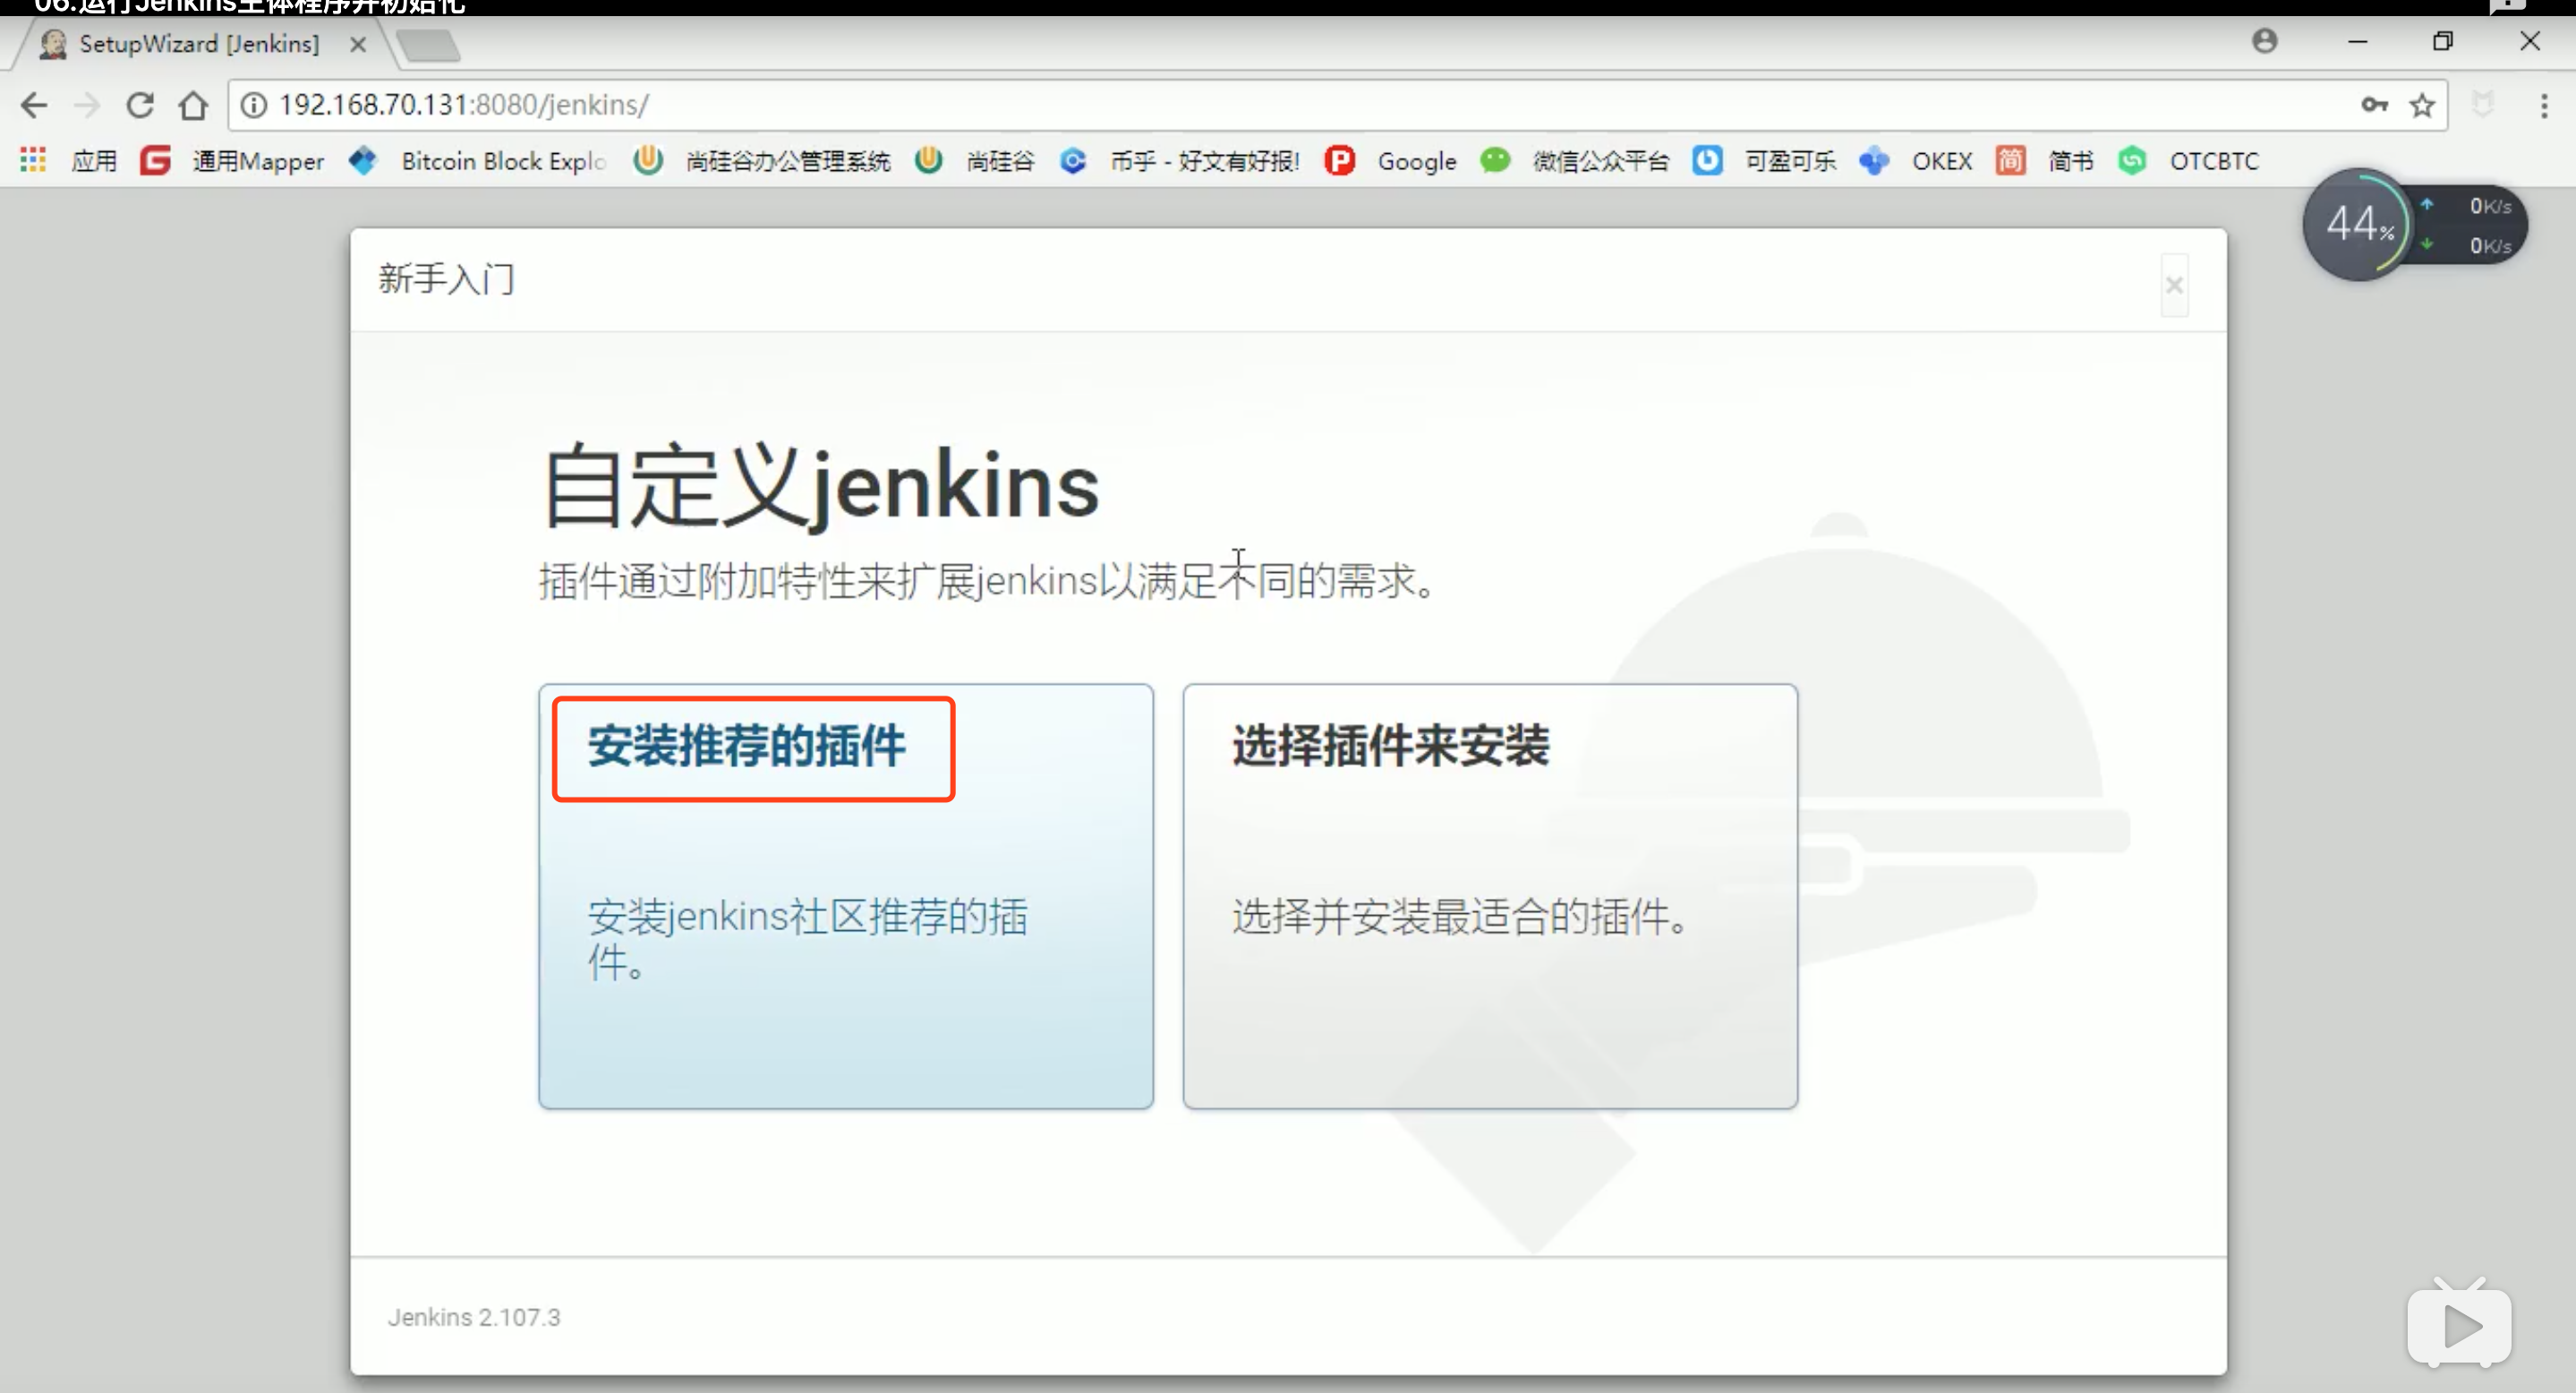 06.运行Jenkins主体程序并初始化
SetupWizard [Jenkins]
192.168.70.131:8080/jenkins/
应用 通用Mapper Bitcoin Block Explo 尚硅谷办公管理系统 尚硅谷 币乎 - 好文有好报! Google 微信公众平台 可盈可乐 OKEX 简 简书 OTCBTC
44% 0K/s
0K/s
新手入门
自定义jenkins
插件通过附加特性来扩展jenkins以满足不同的需求。
安装推荐的插件
安装jenkins社区推荐的插
件。
选择插件来安装
选择并安装最适合的插件。
Jenkins 2.107.3